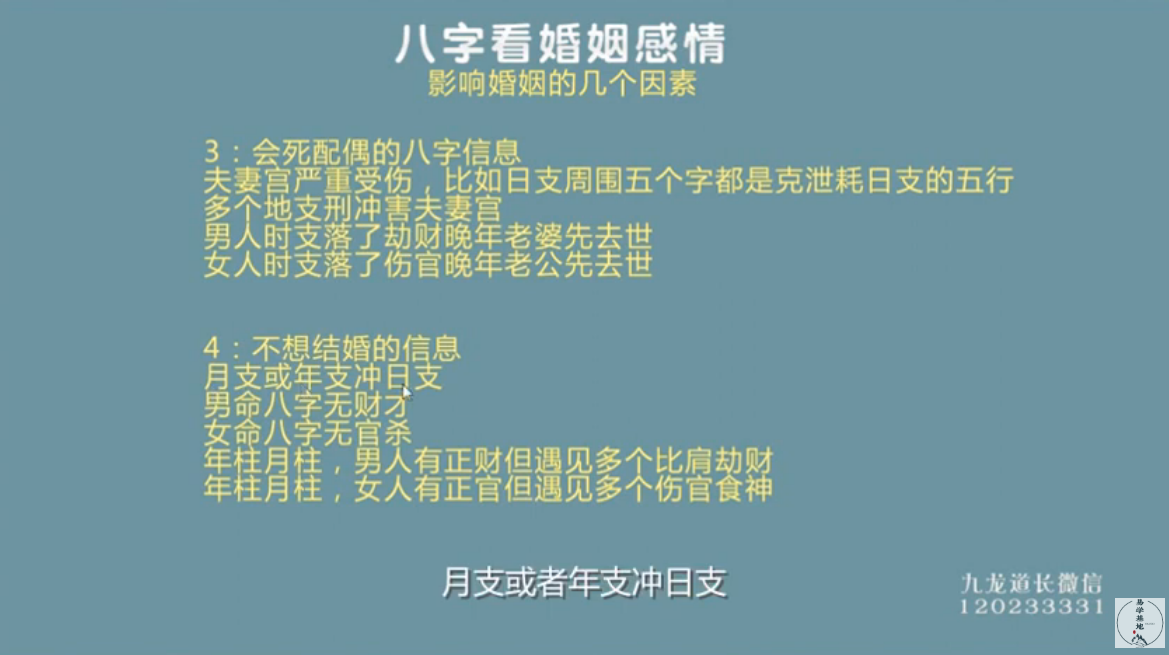 八字看婚姻感情
影响婚姻的几个因素
3：会死配偶的八字信息
夫妻宫严重受伤，比如日支周围五个字都是克泄耗日支的五行
多个地支刑冲害夫妻宫
男人时支落了劫财晚年老婆先去世
女人时支落了伤官晚年老公先去世
4：不想结婚的信息
月支或年支冲日支
男命八字无财才
女命八字无官杀
年柱月柱，男人有正财但遇见多个比肩劫财
年柱月柱，女人有正官但遇见多个伤官食神
月支或者年支冲日支
九龙道长微信
120233331
易学基地